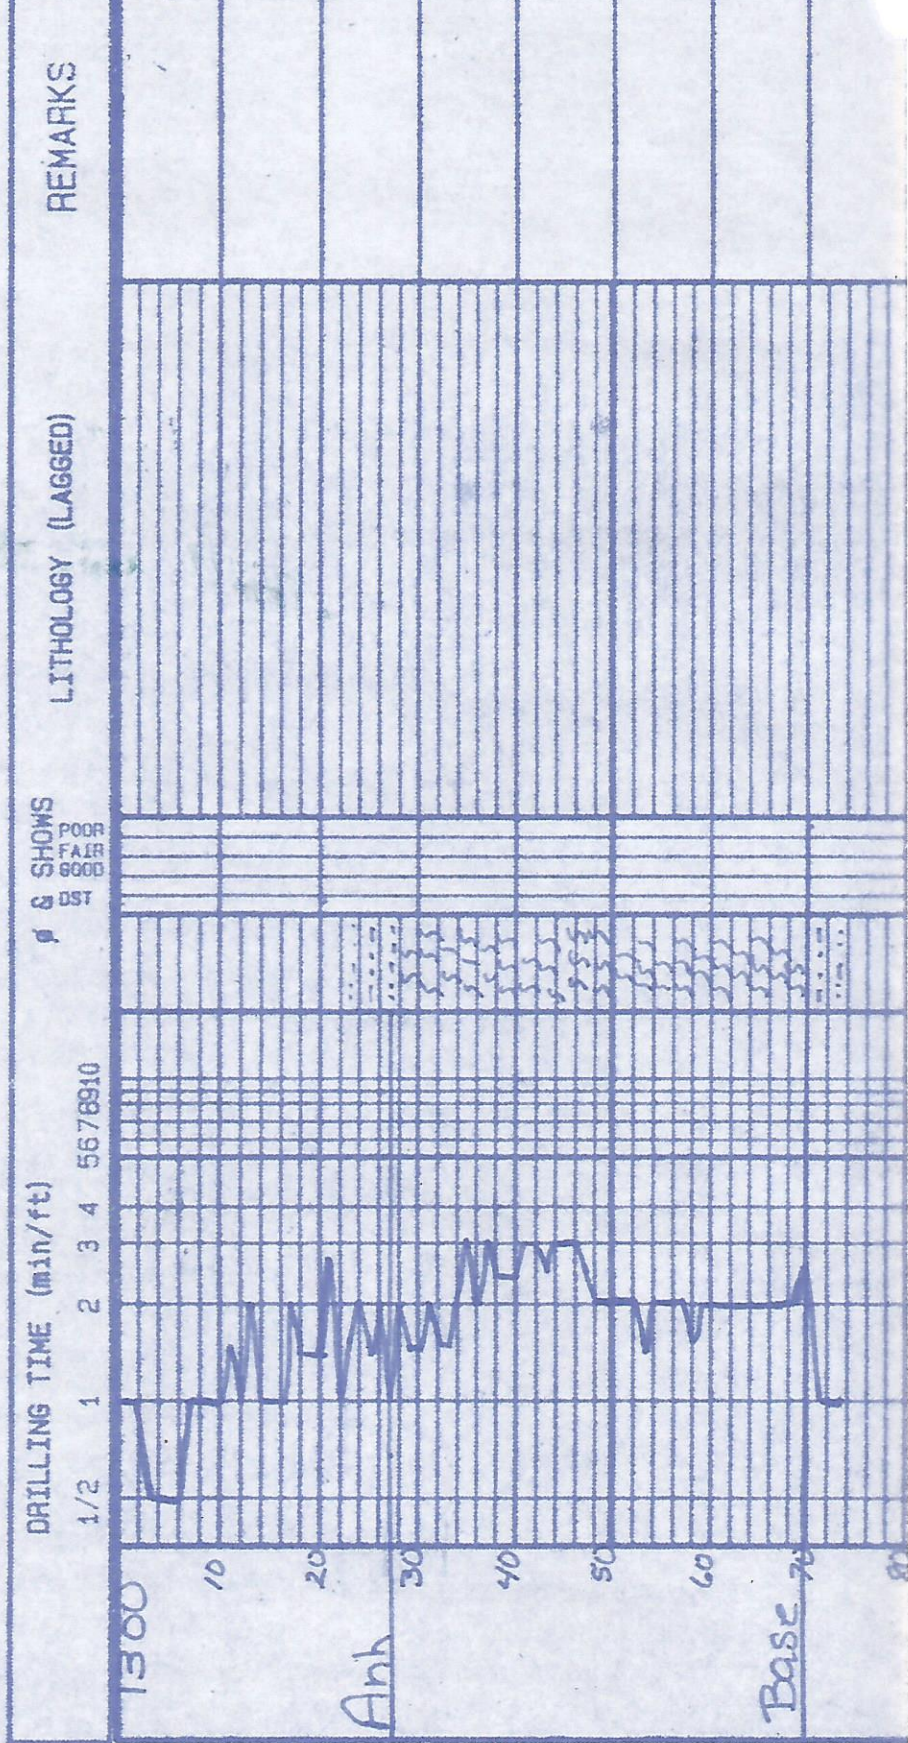 DRILLING TIME (min/ft)
ø & SHOWS
LITHOLOGY (LAGGED)
REMARKS
1/2 1 2 3 4 5 6 7 8 9 10
DST
GOOD
FAIR
POOR
1300
10
20
Anh
30
40
50
60
Base
70
80